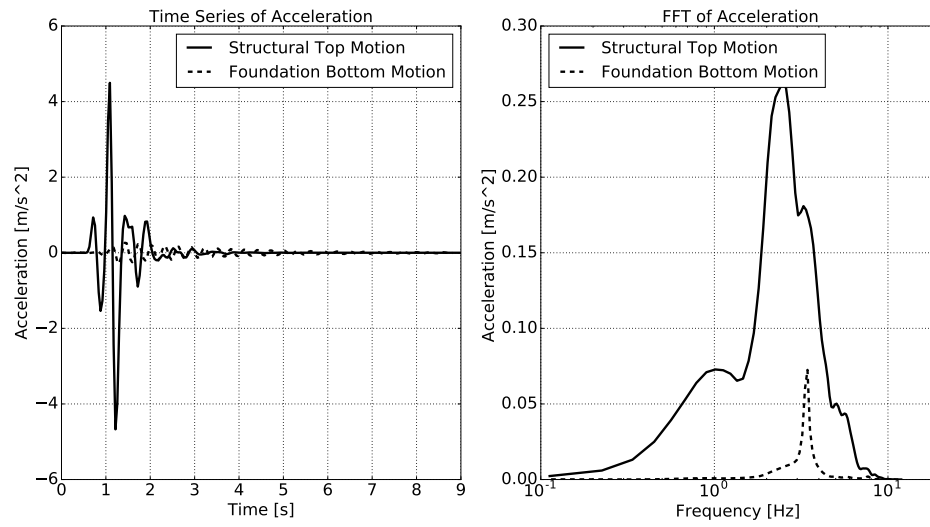 Time Series of Acceleration
Structural Top Motion
Foundation Bottom Motion
Acceleration [m/s^2]
6
4
2
0
−2
−4
−6
0 1 2 3 4 5 6 7 8 9
Time [s]
FFT of Acceleration
Structural Top Motion
Foundation Bottom Motion
Acceleration [m/s^2]
0.30
0.25
0.20
0.15
0.10
0.05
0.00
10^-1 10^0 10^1
Frequency [Hz]